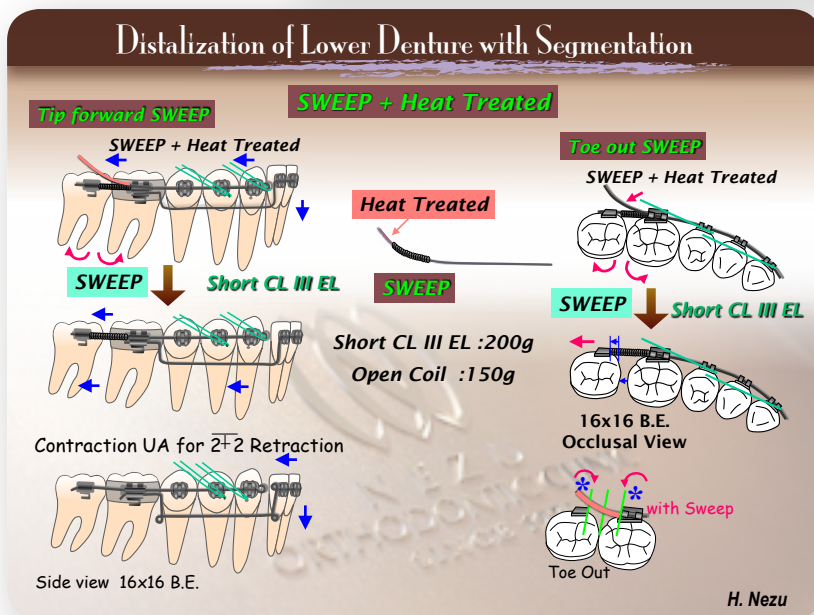 Distalization of Lower Denture with Segmentation
SWEEP + Heat Treated
Tip forward SWEEP
SWEEP + Heat Treated
SWEEP
Short CL III EL
Heat Treated
SWEEP
Short CL III EL :200g
Open Coil :150g
Toe out SWEEP
SWEEP + Heat Treated
SWEEP
Short CL III EL
16x16 B.E.
Occlusal View
Contraction UA for 2+2 Retraction
* *
with Sweep
Toe Out
Side view 16x16 B.E.
H. Nezu